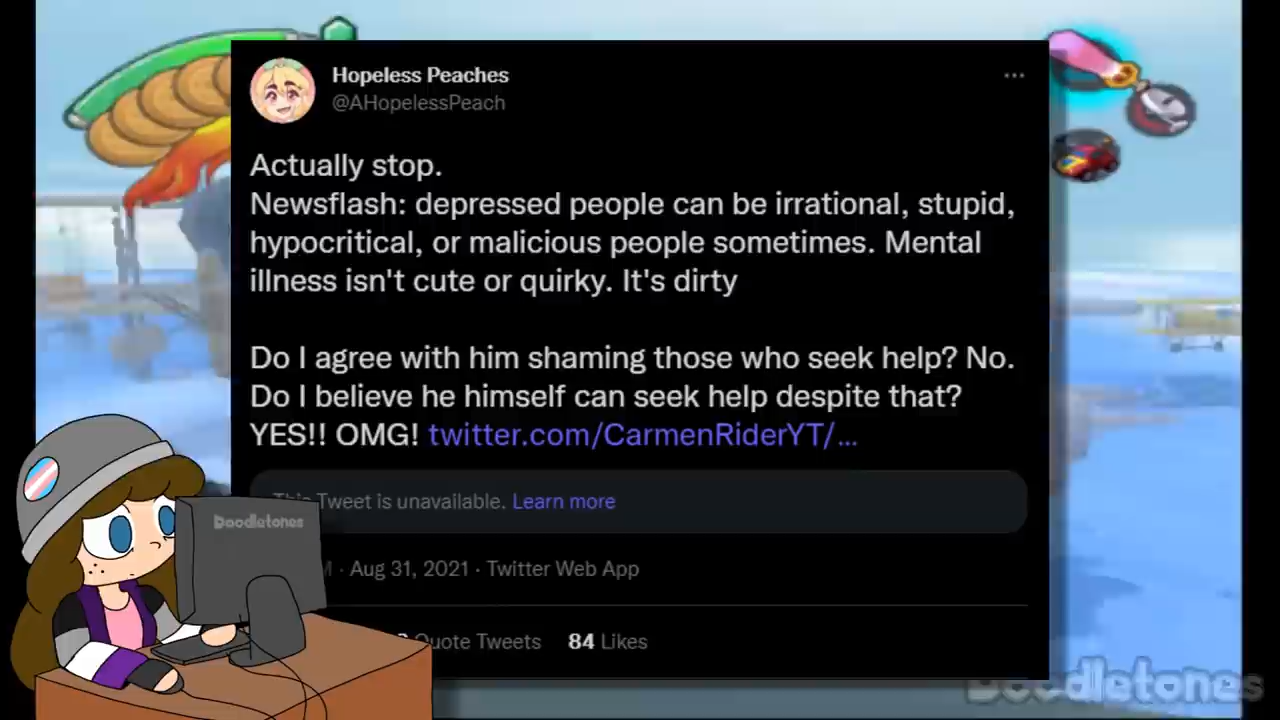 Hopeless Peaches
@AHopelessPeach
Actually stop.
Newsflash: depressed people can be irrational, stupid,
hypocritical, or malicious people sometimes. Mental
illness isn't cute or quirky. It's dirty
Do I agree with him shaming those who seek help? No.
Do I believe he himself can seek help despite that?
YES!! OMG! twitter.com/CarmenRiderYT/...
This Tweet is unavailable. Learn more
Doodletones
· Aug 31, 2021 · Twitter Web App
Quote Tweets 84 Likes
Doodletones